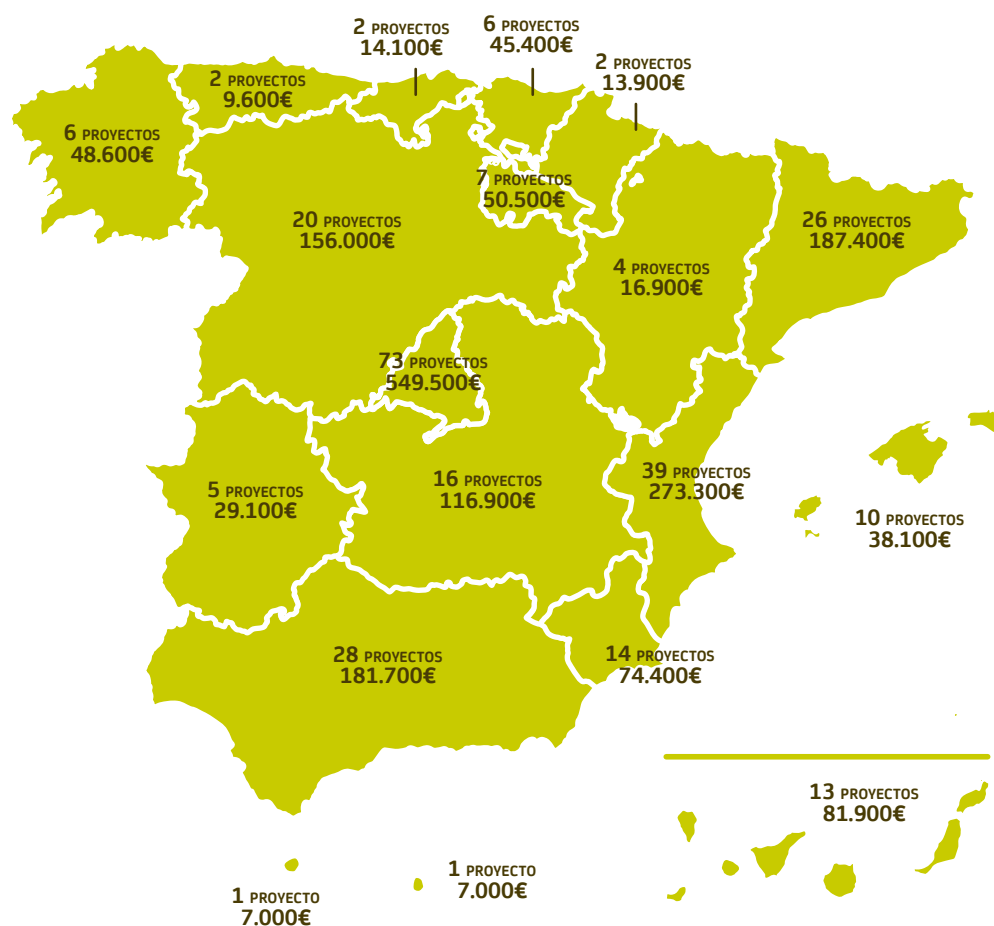 2 PROYECTOS
14.100€
6 PROYECTOS
45.400€
2 PROYECTOS
13.900€
2 PROYECTOS
9.600€
6 PROYECTOS
48.600€
7 PROYECTOS
50.500€
20 PROYECTOS
156.000€
26 PROYECTOS
187.400€
4 PROYECTOS
16.900€
73 PROYECTOS
549.500€
39 PROYECTOS
273.300€
16 PROYECTOS
116.900€
5 PROYECTOS
29.100€
10 PROYECTOS
38.100€
28 PROYECTOS
181.700€
14 PROYECTOS
74.400€
13 PROYECTOS
81.900€
1 PROYECTO
7.000€
1 PROYECTO
7.000€